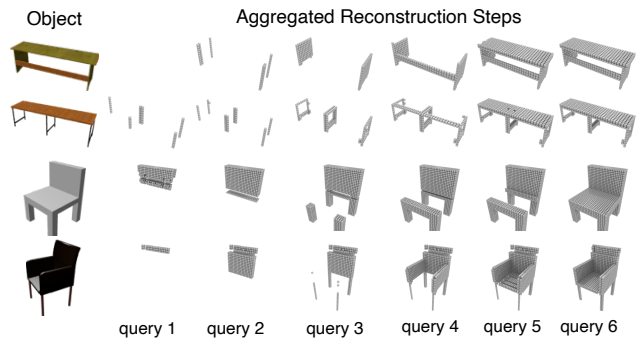 Object
Aggregated Reconstruction Steps
query 1
query 2
query 3
query 4
query 5
query 6